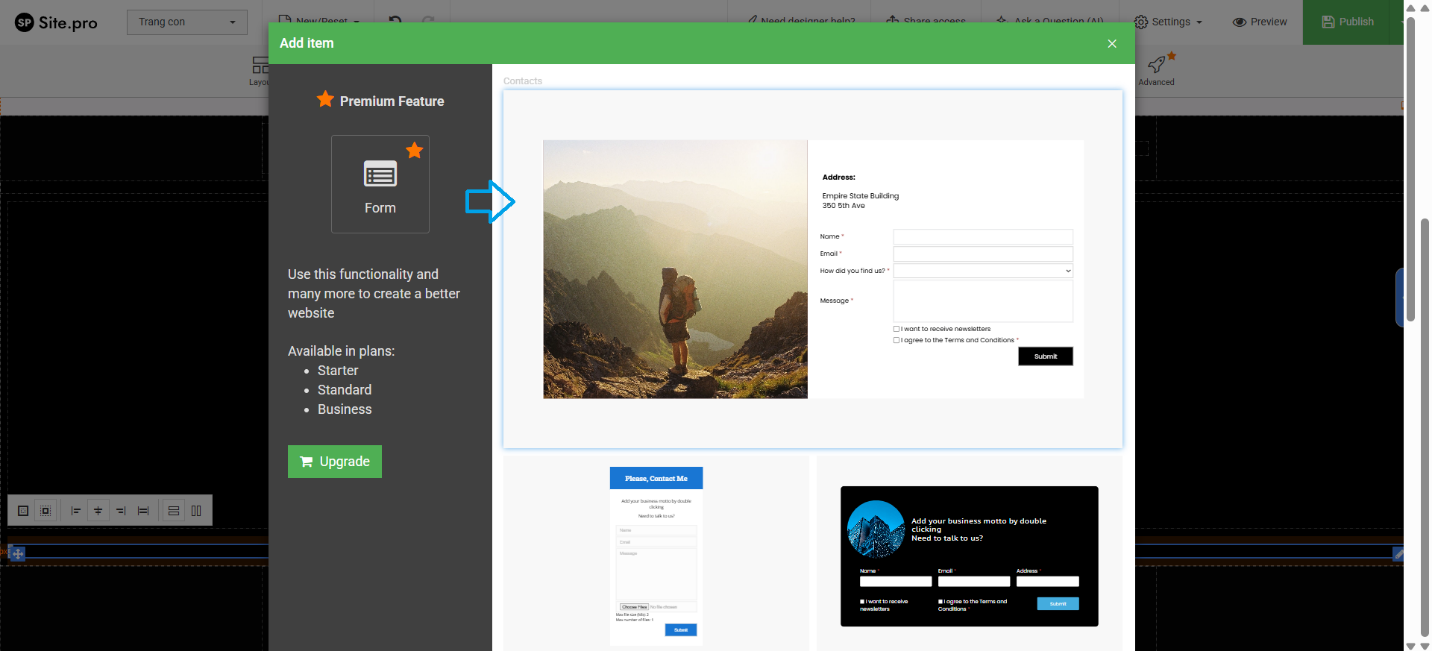 SP Site.pro
Trang con
New/Reset
Need designer help?
Share access
Ask a Question (AI)
Settings
Preview
Publish
Add item
Advanced
Premium Feature
Form
Use this functionality and
many more to create a better
website
Available in plans:
Starter
Standard
Business
Upgrade
Contacts
Address:
Empire State Building
350 5th Ave
Name *
Email *
How did you find us? *
Message *
I want to receive newsletters
I agree to the Terms and Conditions *
Submit
Please, Contact Me
Add your business motto by double
clicking
Need to talk to us?
Name
Email
Message
Choose Files No file chosen
Max number of files: 1
Submit
Add your business motto by double
clicking
Need to talk to us?
Name *
Email *
Address *
I want to receive
newsletters
I agree to the Terms and
Conditions *
Submit